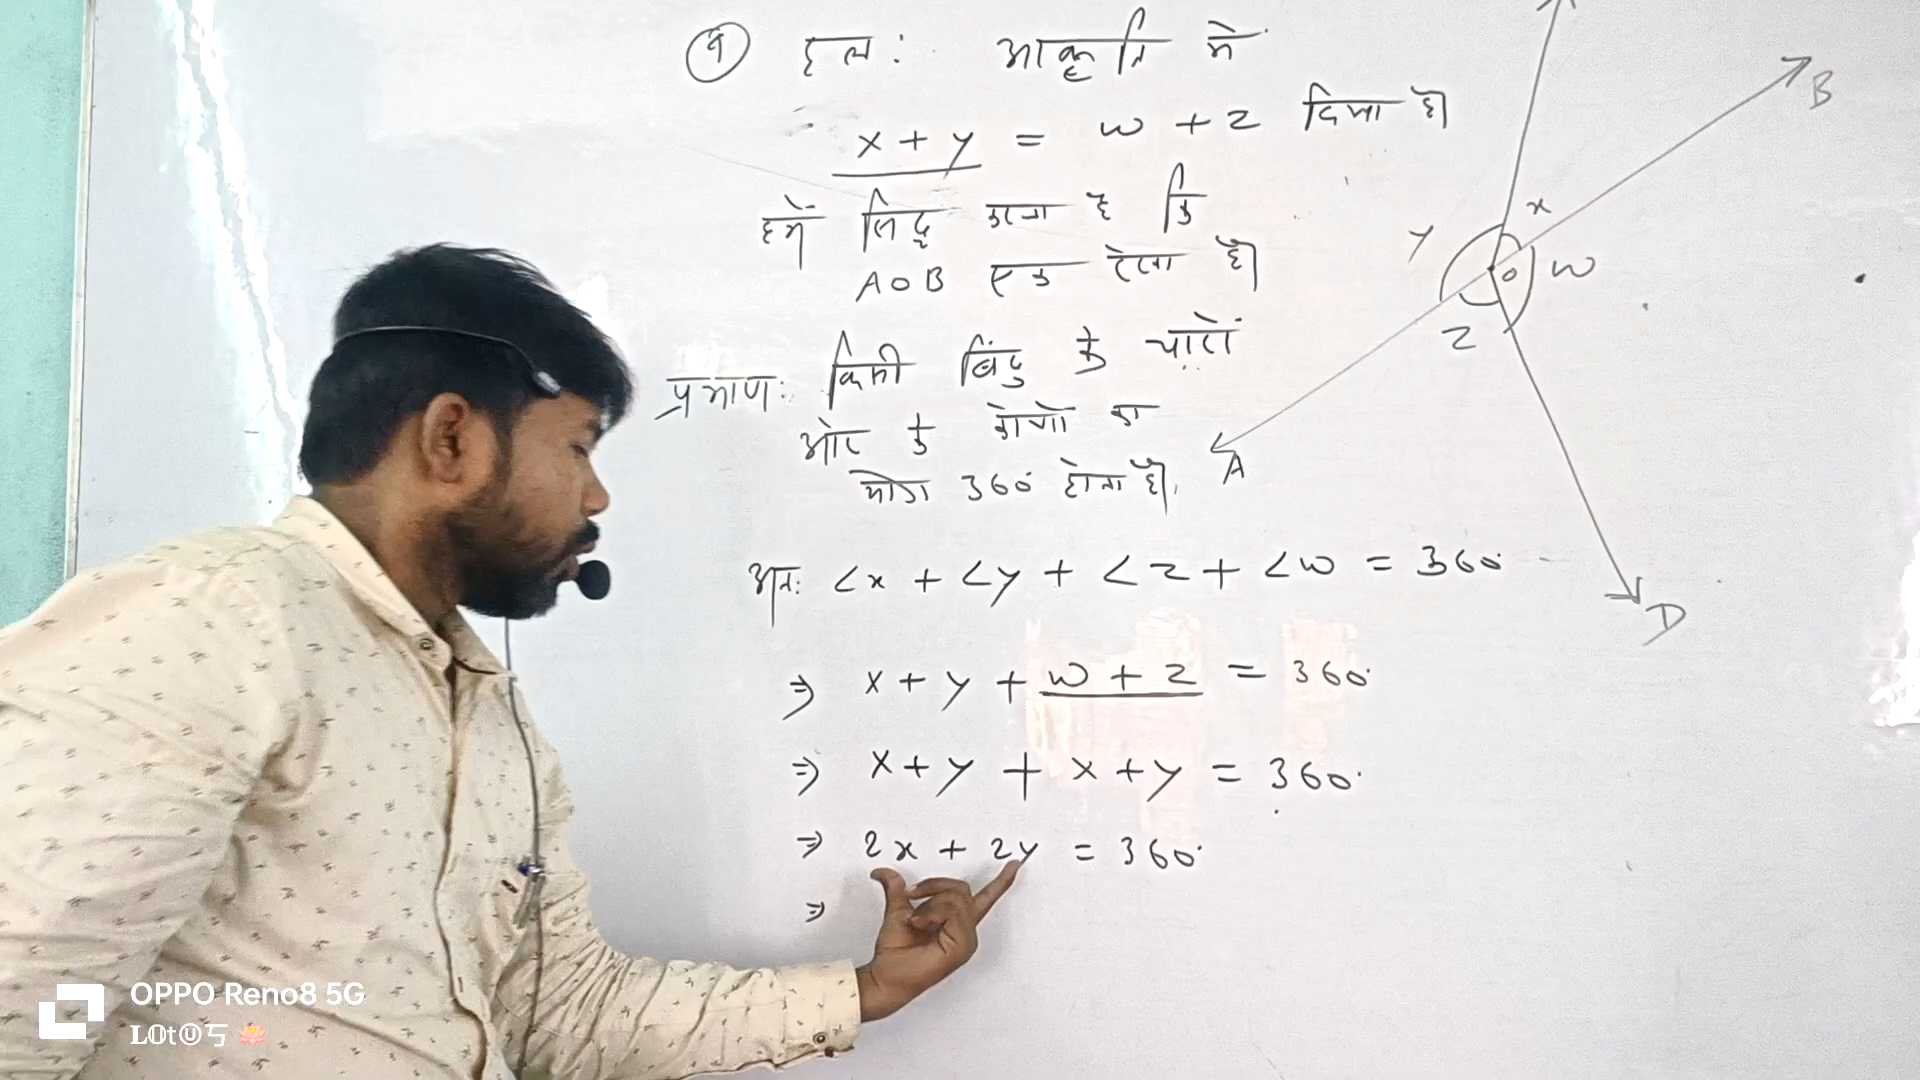 ४ हल: आकृति में
x + y = w + z दिया है।
हमें सिद्ध करना है कि
AOB एक रेखा है।
प्रमाण: किसी बिंदु के चारों
ओर के कोणों का
योग 360° होता है।
अतः <x + <y + <z + <w = 360°
⇒ x + y + w + z = 360°
⇒ x + y + x + y = 360°
⇒ 2x + 2y = 360°
⇒
B
x
y
O w
z
A
D
OPPO Reno8 5G